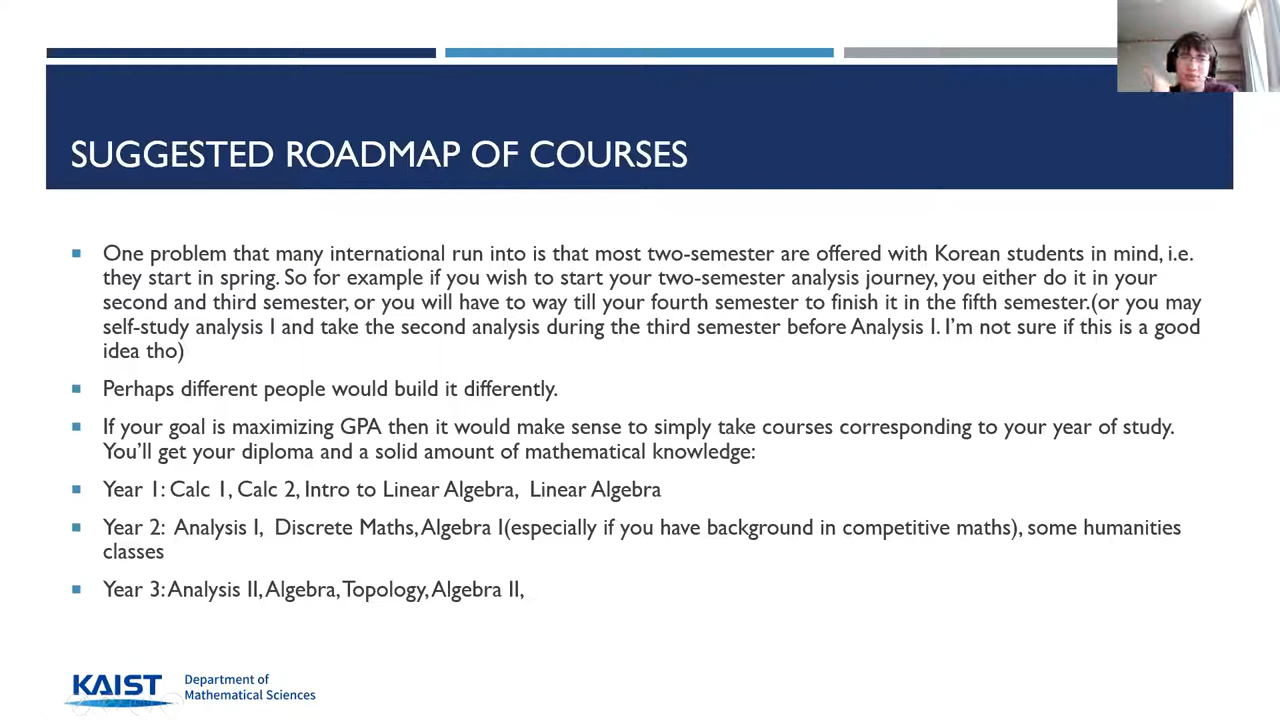 SUGGESTED ROADMAP OF COURSES
One problem that many international run into is that most two-semester are offered with Korean students in mind, i.e.
they start in spring. So for example if you wish to start your two-semester analysis journey, you either do it in your
second and third semester, or you will have to way till your fourth semester to finish it in the fifth semester.(or you may
self-study analysis I and take the second analysis during the third semester before Analysis I. I'm not sure if this is a good
idea tho)
Perhaps different people would build it differently.
If your goal is maximizing GPA then it would make sense to simply take courses corresponding to your year of study.
You'll get your diploma and a solid amount of mathematical knowledge:
Year 1: Calc 1, Calc 2, Intro to Linear Algebra, Linear Algebra
Year 2: Analysis I, Discrete Maths, Algebra I(especially if you have background in competitive maths), some humanities
classes
Year 3: Analysis II, Algebra, Topology, Algebra II,
KAIST
Department of
Mathematical Sciences